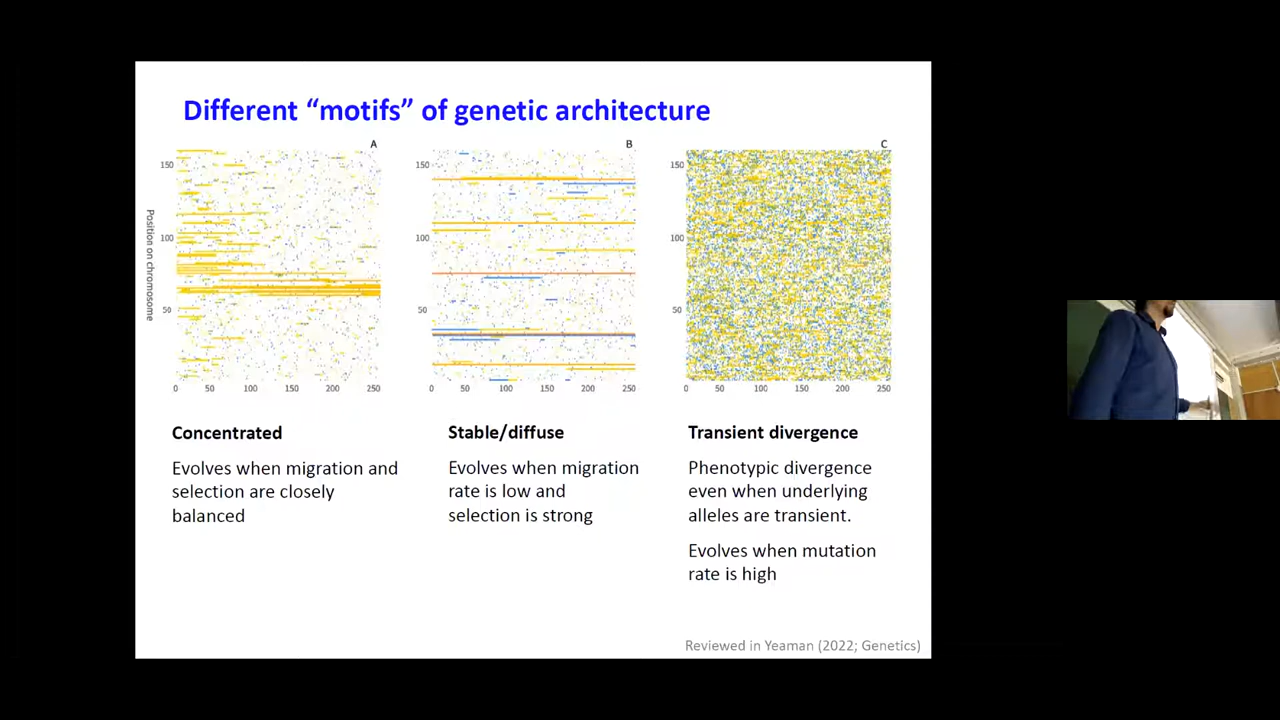 Different “motifs” of genetic architecture
A
B
C
Position on chromosome
150
100
50
0 50 100 150 200 250
150
100
50
0 50 100 150 200 250
150
100
50
0 50 100 150 200 250
Concentrated
Evolves when migration and
selection are closely
balanced
Stable/diffuse
Evolves when migration
rate is low and
selection is strong
Transient divergence
Phenotypic divergence
even when underlying
alleles are transient.
Evolves when mutation
rate is high
Reviewed in Yeaman (2022; Genetics)